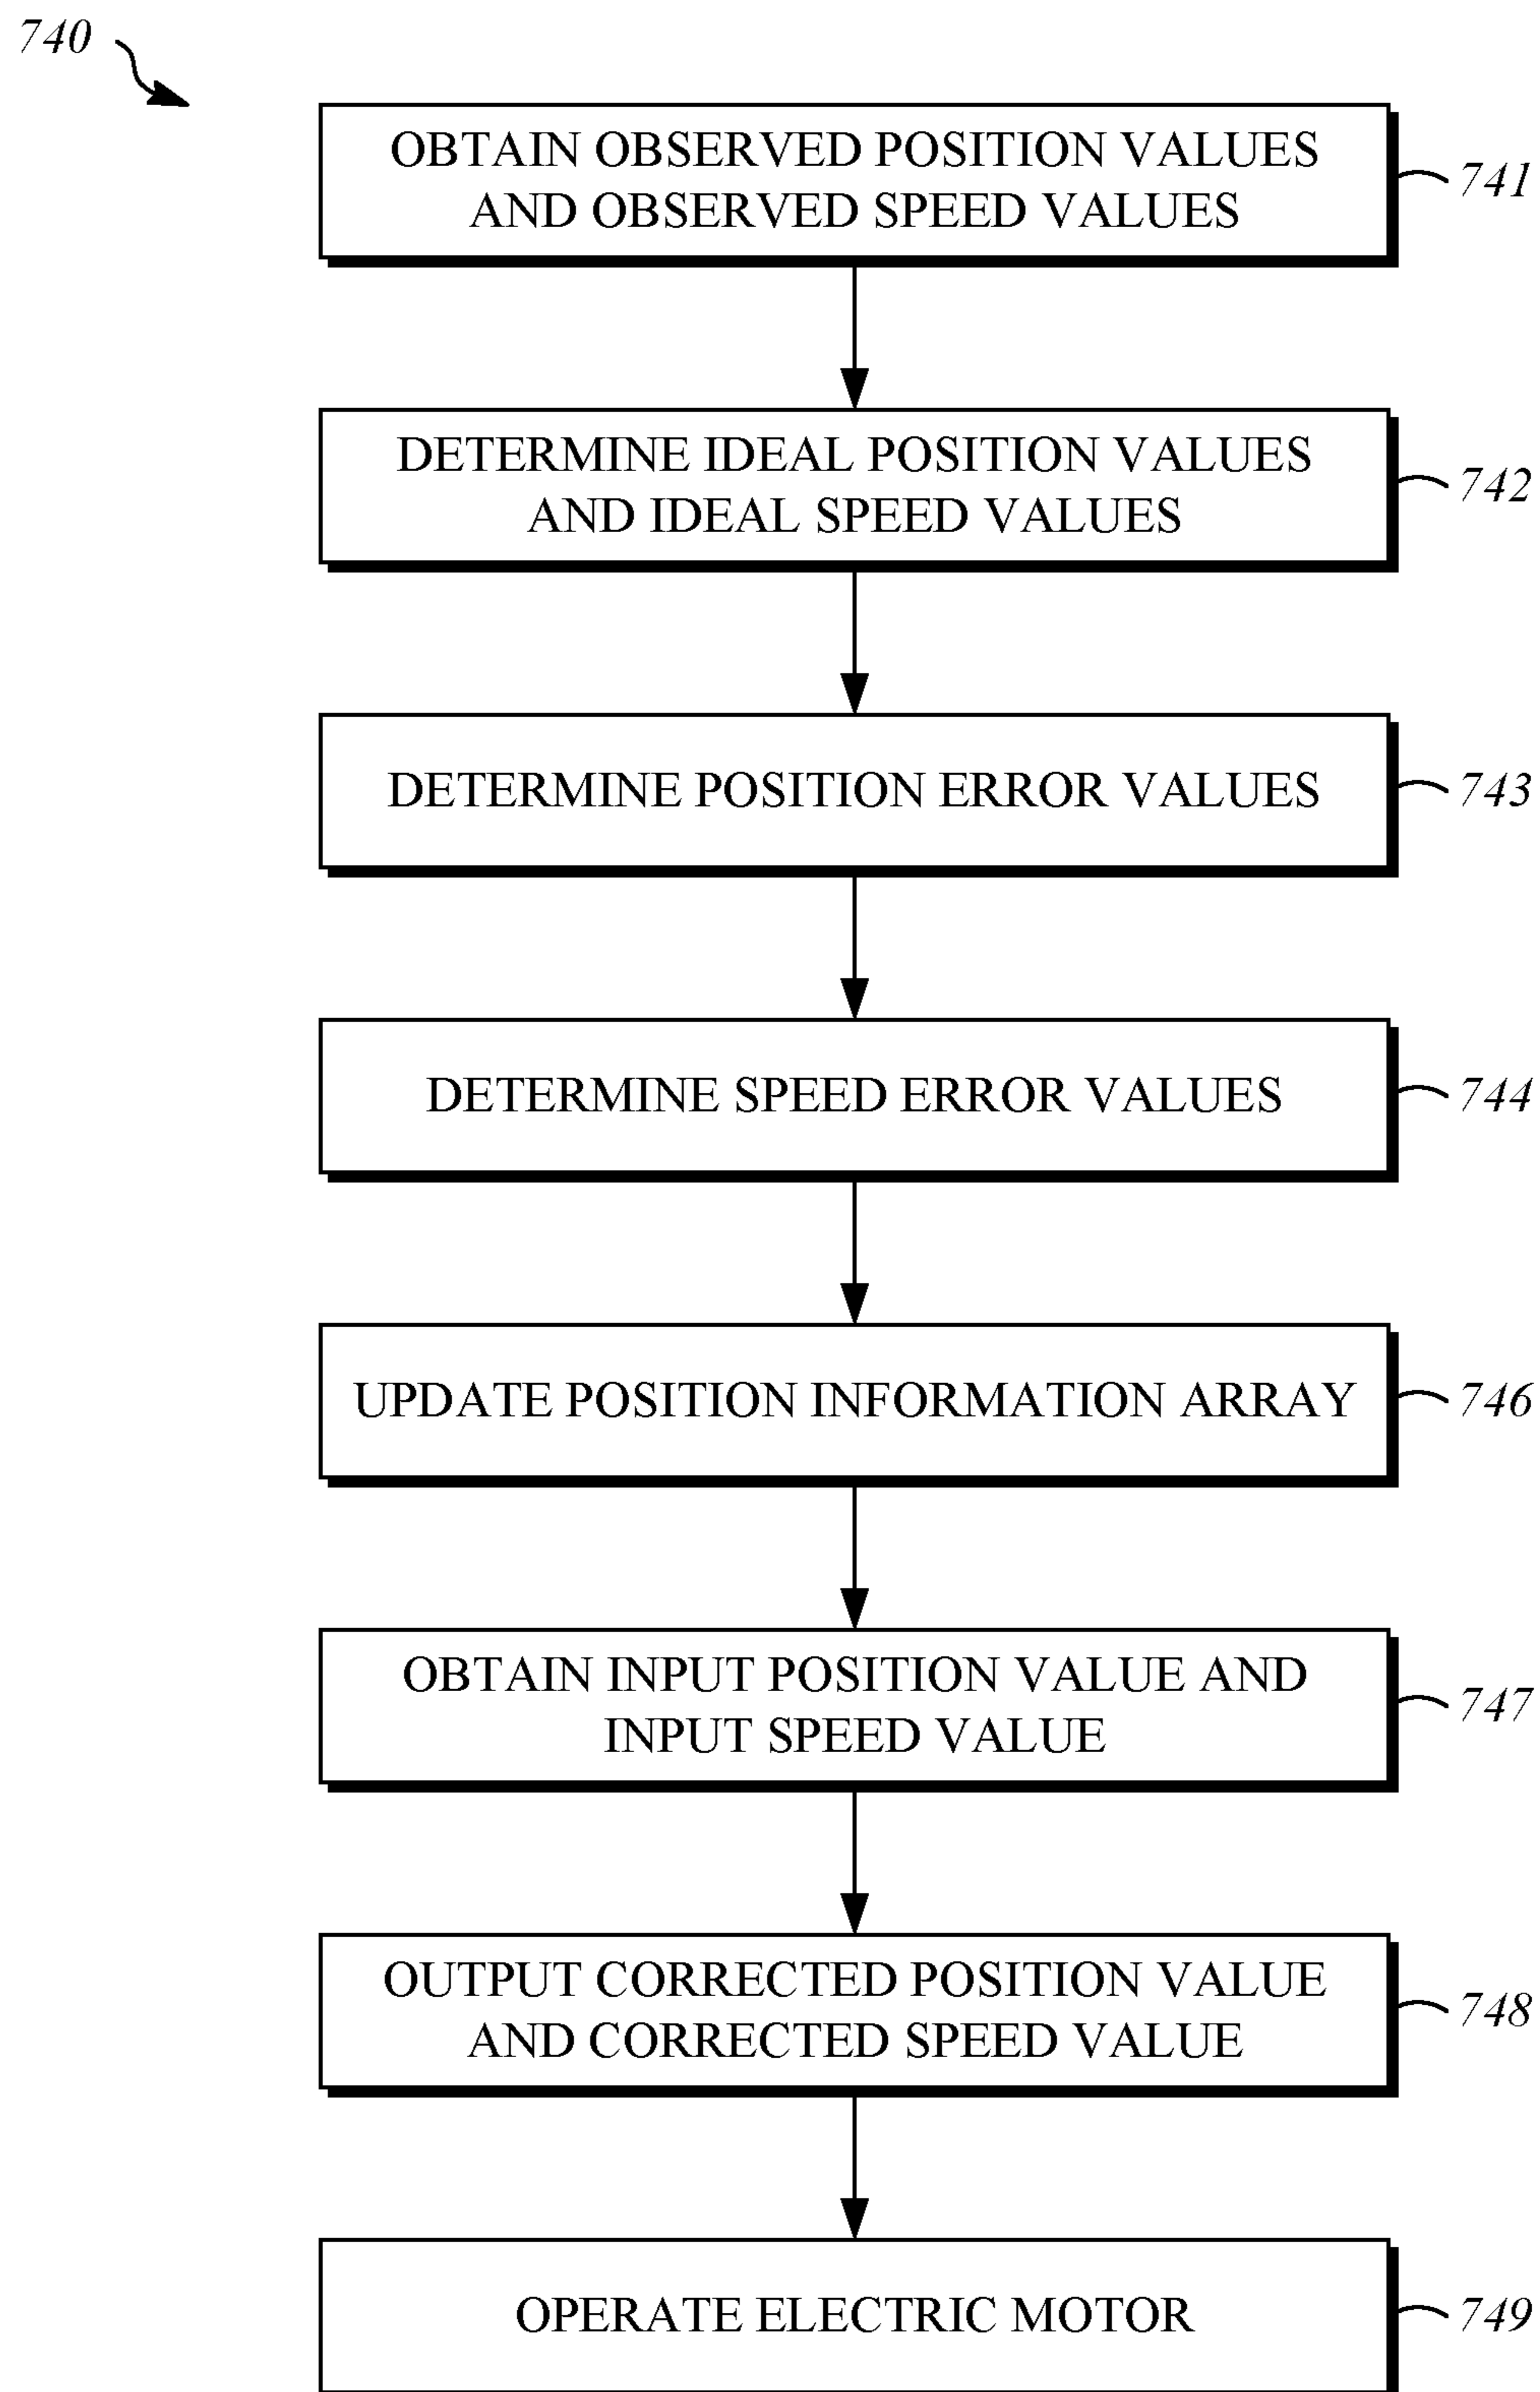 740
OBTAIN OBSERVED POSITION VALUES
AND OBSERVED SPEED VALUES
741
DETERMINE IDEAL POSITION VALUES
AND IDEAL SPEED VALUES
742
DETERMINE POSITION ERROR VALUES
743
DETERMINE SPEED ERROR VALUES
744
UPDATE POSITION INFORMATION ARRAY
746
OBTAIN INPUT POSITION VALUE AND
INPUT SPEED VALUE
747
OUTPUT CORRECTED POSITION VALUE
AND CORRECTED SPEED VALUE
748
OPERATE ELECTRIC MOTOR
749